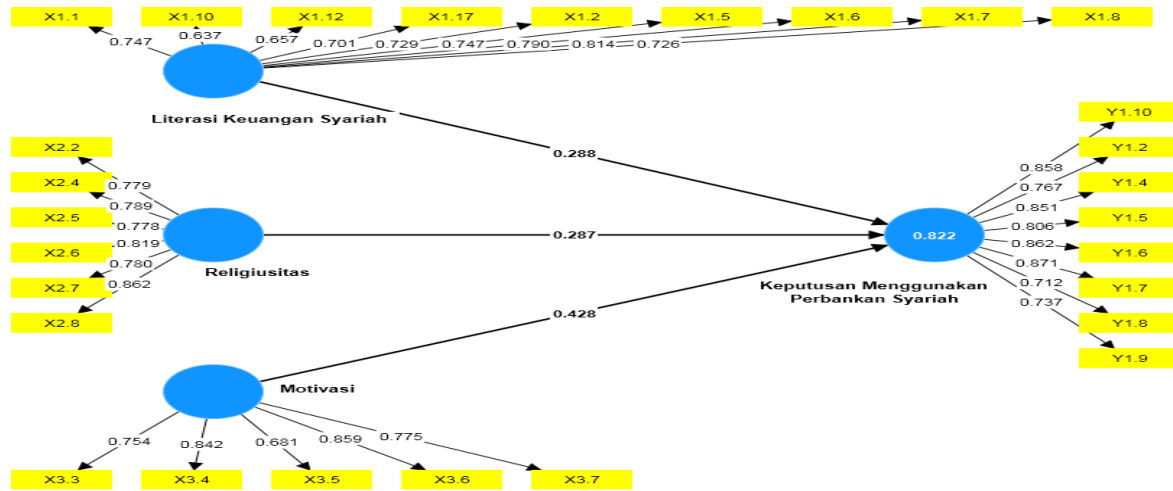 X1.1 X1.10 X1.12 X1.17 X1.2 X1.5 X1.6 X1.7 X1.8
0.747 0.637 0.657 0.701 0.729 0.747 0.790 0.814 0.726
Literasi Keuangan Syariah
0.288
X2.2
X2.4
X2.5
X2.6
X2.7
X2.8
0.779
0.789
0.778
0.819
0.780
0.862
Religiusitas
0.287
0.428
Motivasi
0.754 0.842 0.681 0.859 0.775
X3.3 X3.4 X3.5 X3.6 X3.7
0.822
Keputusan Menggunakan
Perbankan Syariah
0.858
0.767
0.851
0.806
0.862
0.871
0.712
0.737
Y1.10
Y1.2
Y1.4
Y1.5
Y1.6
Y1.7
Y1.8
Y1.9